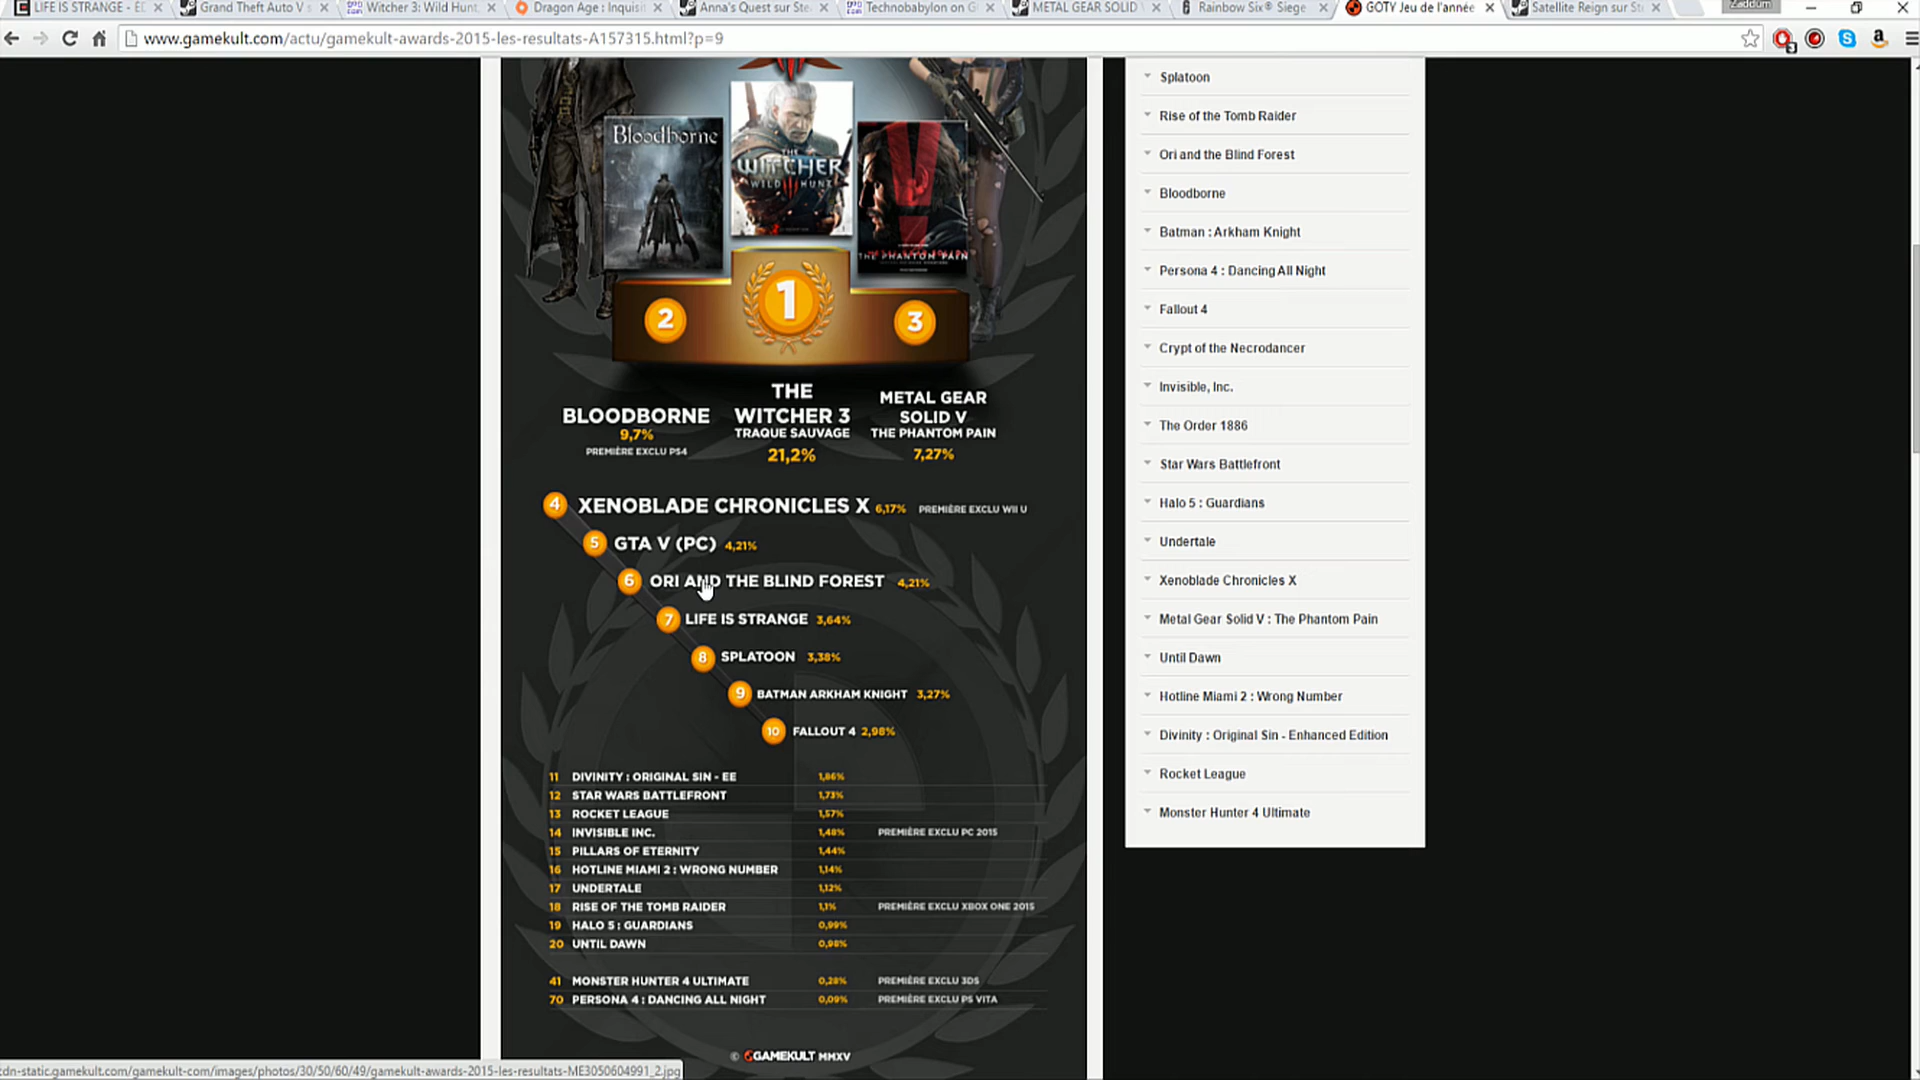 LIFE IS STRANGE - ÉD
Grand Theft Auto V s
Witcher 3: Wild Hunt
Dragon Age : Inquisit
Anna's Quest sur Ste
Technobabylon on G
METAL GEAR SOLID V
Rainbow Six® Siege
GOTY Jeu de l'année
Satellite Reign sur St
Zaddum
www.gamekult.com/actu/gamekult-awards-2015-les-resultats-A157315.html?p=9
3
Bloodborne
THE
WITCHER
WILD HUNT
THE PHANTOM PAIN
2
1
3
BLOODBORNE
9,7%
PREMIÈRE EXCLU PS4
THE
WITCHER 3
TRAQUE SAUVAGE
21,2%
METAL GEAR
SOLID V
THE PHANTOM PAIN
7,27%
4 XENOBLADE CHRONICLES X 6,17% PREMIÈRE EXCLU WII U
5 GTA V (PC) 4,21%
6 ORI AND THE BLIND FOREST 4,21%
7 LIFE IS STRANGE 3,64%
8 SPLATOON 3,38%
9 BATMAN ARKHAM KNIGHT 3,27%
10 FALLOUT 4 2,98%
11 DIVINITY : ORIGINAL SIN - EE 1,86%
12 STAR WARS BATTLEFRONT 1,73%
13 ROCKET LEAGUE 1,57%
14 INVISIBLE INC. 1,48% PREMIÈRE EXCLU PC 2015
15 PILLARS OF ETERNITY 1,44%
16 HOTLINE MIAMI 2 : WRONG NUMBER 1,14%
17 UNDERTALE 1,12%
18 RISE OF THE TOMB RAIDER 1,1% PREMIÈRE EXCLU XBOX ONE 2015
19 HALO 5 : GUARDIANS 0,99%
20 UNTIL DAWN 0,98%
41 MONSTER HUNTER 4 ULTIMATE 0,28% PREMIÈRE EXCLU 3DS
70 PERSONA 4 : DANCING ALL NIGHT 0,09% PREMIÈRE EXCLU PS VITA
© GAMEKULT MMXV
Splatoon
Rise of the Tomb Raider
Ori and the Blind Forest
Bloodborne
Batman : Arkham Knight
Persona 4 : Dancing All Night
Fallout 4
Crypt of the Necrodancer
Invisible, Inc.
The Order 1886
Star Wars Battlefront
Halo 5 : Guardians
Undertale
Xenoblade Chronicles X
Metal Gear Solid V : The Phantom Pain
Until Dawn
Hotline Miami 2 : Wrong Number
Divinity : Original Sin - Enhanced Edition
Rocket League
Monster Hunter 4 Ultimate
cdn-static.gamekult.com/gamekult-com/images/photos/30/50/60/49/gamekult-awards-2015-les-resultats-ME3050604991_2.jpg